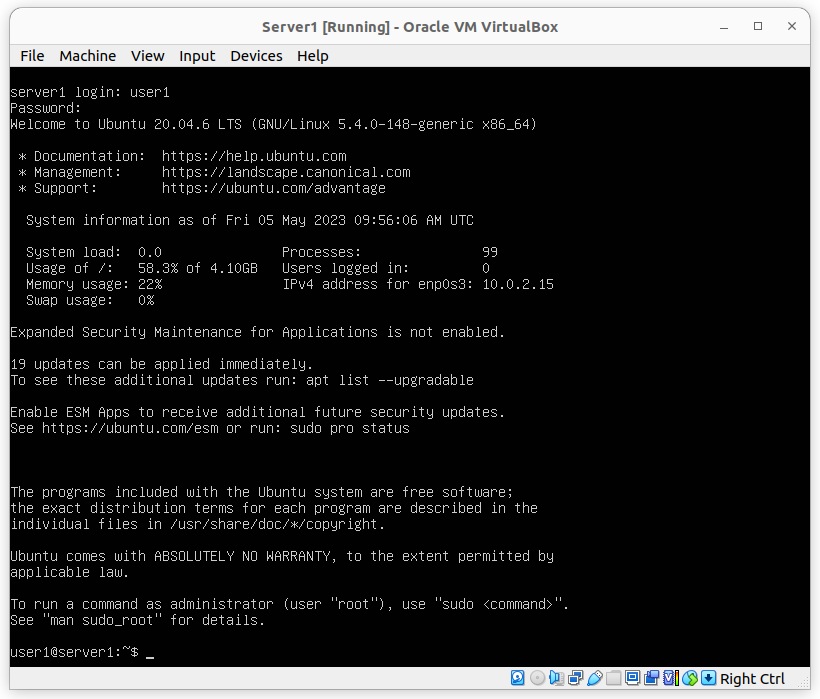 Server1 [Running] - Oracle VM VirtualBox
File Machine View Input Devices Help
server1 login: user1
Password:
Welcome to Ubuntu 20.04.6 LTS (GNU/Linux 5.4.0-148-generic x86_64)
* Documentation: https://help.ubuntu.com
* Management: https://landscape.canonical.com
* Support: https://ubuntu.com/advantage
System information as of Fri 05 May 2023 09:56:06 AM UTC
System load: 0.0 Processes: 99
Usage of /: 58.3% of 4.10GB Users logged in: 0
Memory usage: 22% IPv4 address for enp0s3: 10.0.2.15
Swap usage: 0%
Expanded Security Maintenance for Applications is not enabled.
19 updates can be applied immediately.
To see these additional updates run: apt list --upgradable
Enable ESM Apps to receive additional future security updates.
See https://ubuntu.com/esm or run: sudo pro status
The programs included with the Ubuntu system are free software;
the exact distribution terms for each program are described in the
individual files in /usr/share/doc/*/copyright.
Ubuntu comes with ABSOLUTELY NO WARRANTY, to the extent permitted by
applicable law.
To run a command as administrator (user "root"), use "sudo <command>".
See "man sudo_root" for details.
user1@server1:~$ _
Right Ctrl